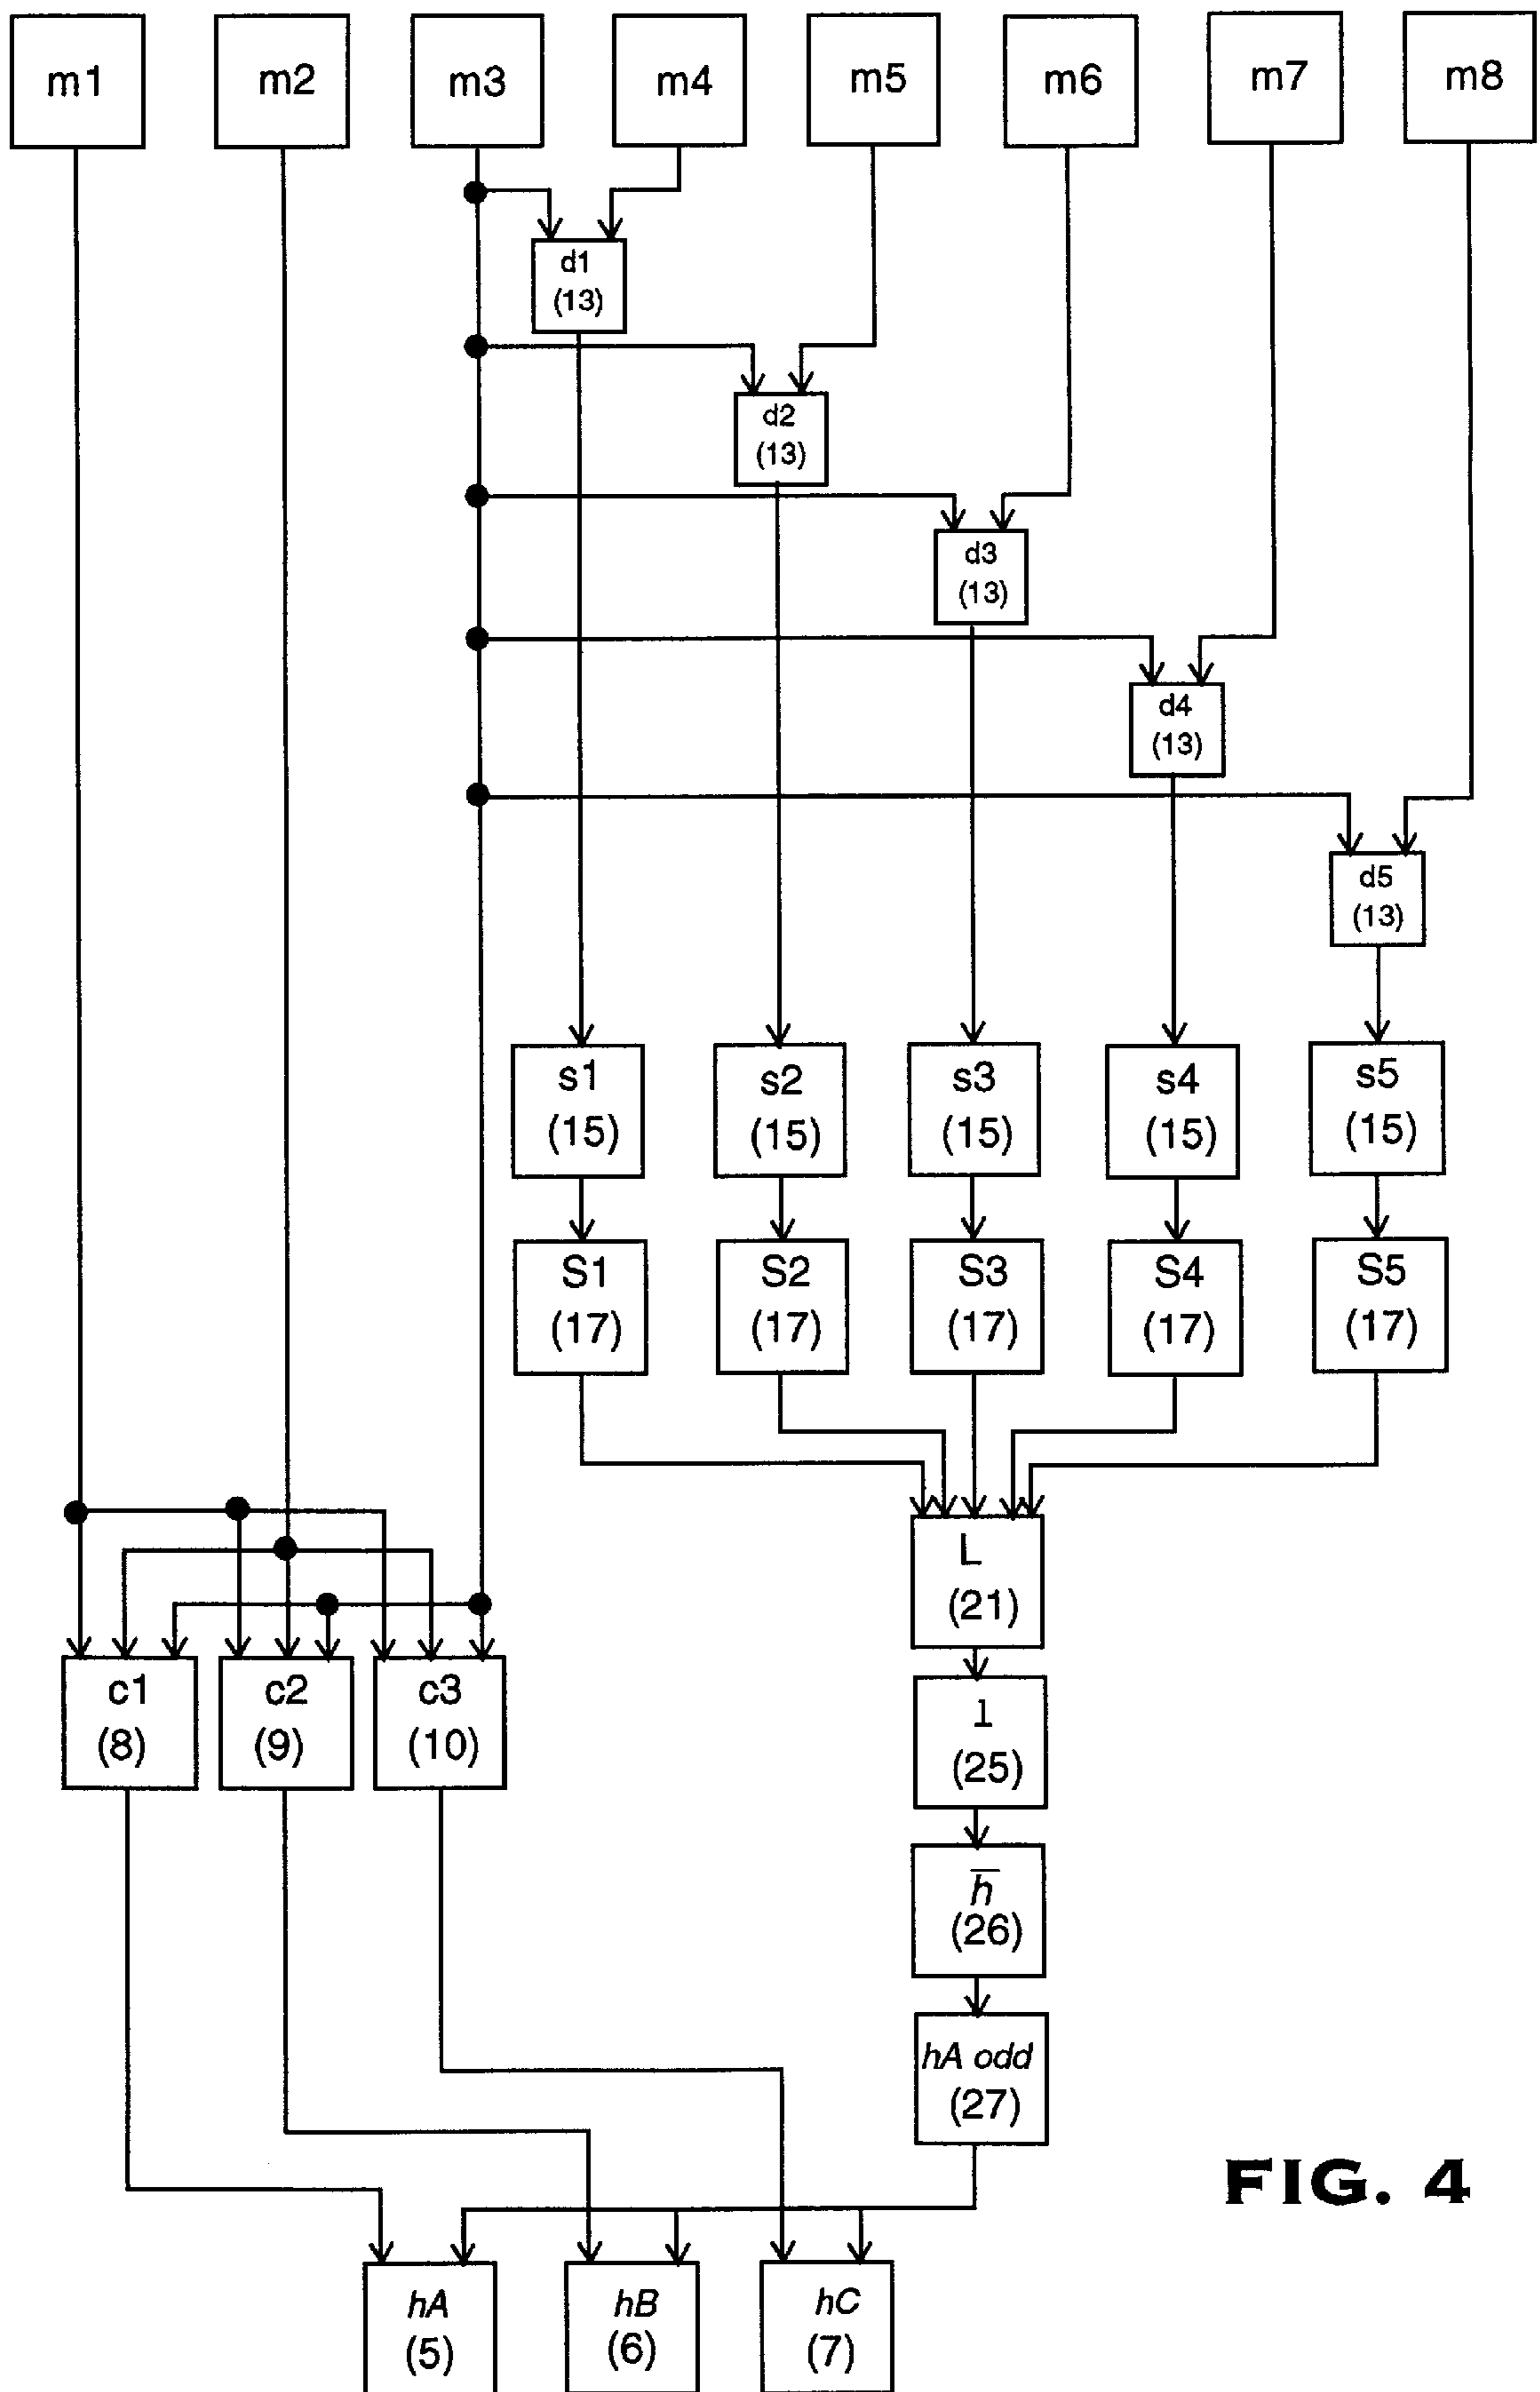 m1 m2 m3 m4 m5 m6 m7 m8
d1
(13)
d2
(13)
d3
(13)
d4
(13)
d5
(13)
s1 s2 s3 s4 s5
(15) (15) (15) (15) (15)
S1 S2 S3 S4 S5
(17) (17) (17) (17) (17)
L
(21)
c1 c2 c3
(8) (9) (10)
l
(25)
h̅
(26)
hA odd
(27)
FIG. 4
hA hB hC
(5) (6) (7)